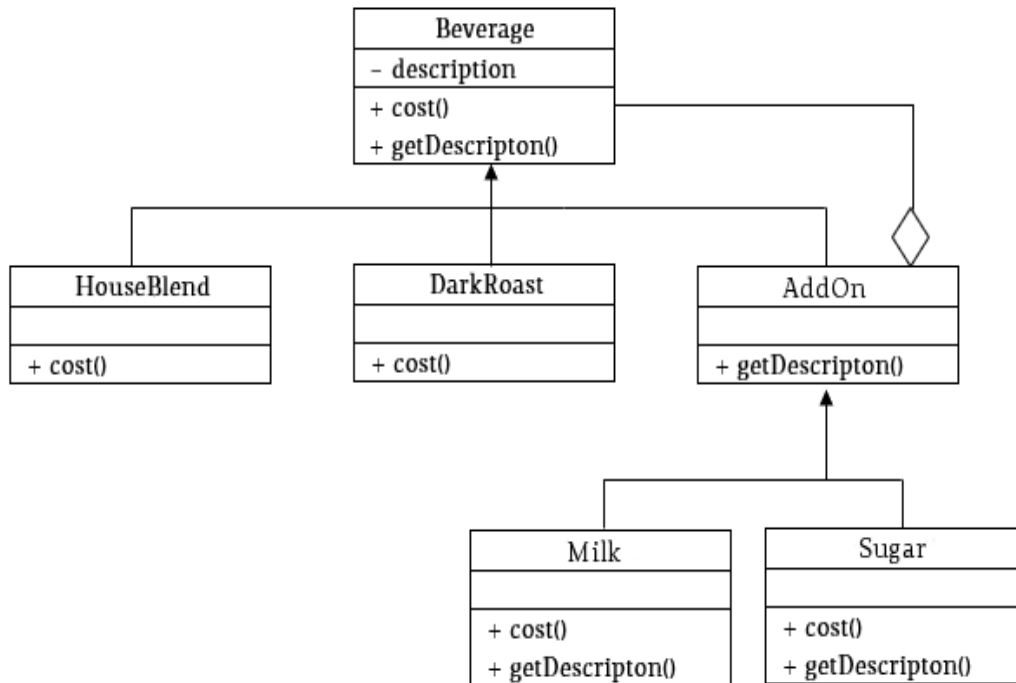 Beverage
- description
+ cost()
+ getDescripton()
HouseBlend
+ cost()
DarkRoast
+ cost()
AddOn
+ getDescripton()
Milk
+ cost()
+ getDescripton()
Sugar
+ cost()
+ getDescripton()